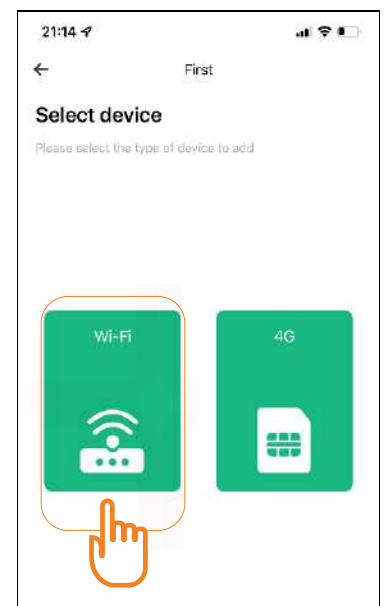 21:14
First
Select device
Please select the type of device to add
Wi-Fi
4G